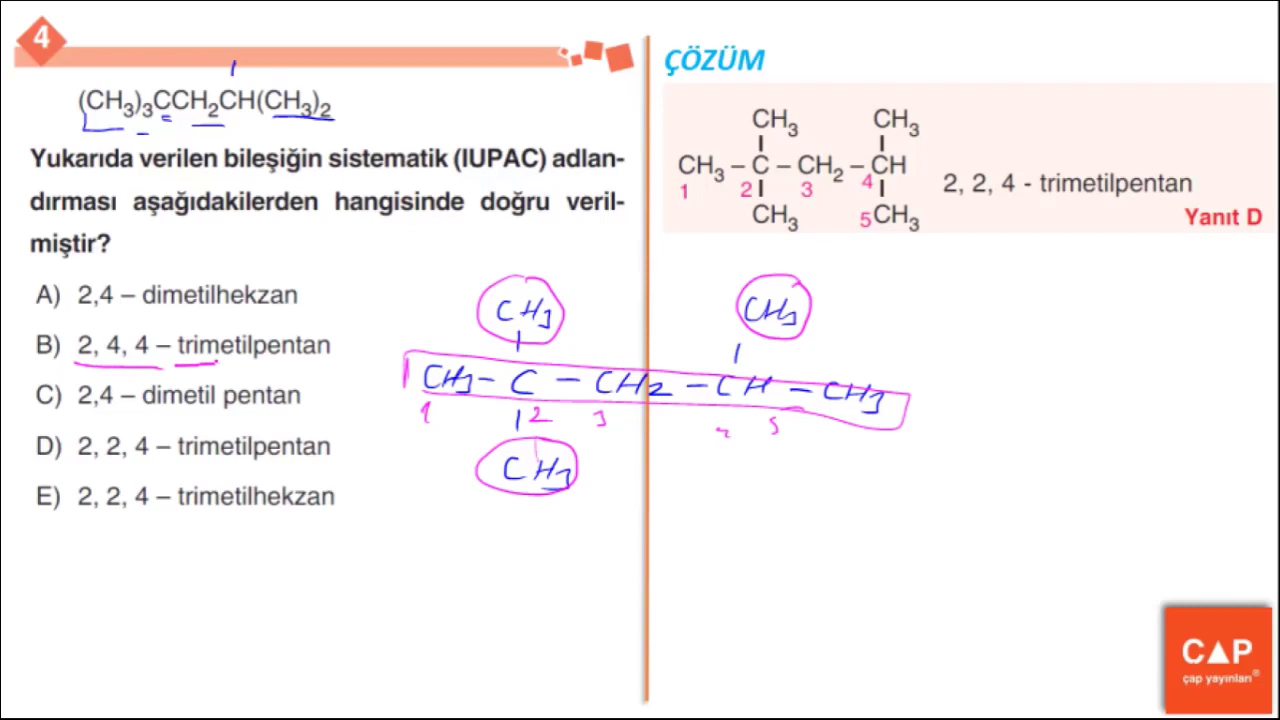 4
(CH₃)₃CCH₂CH(CH₃)₂
Yukarıda verilen bileşiğin sistematik (IUPAC) adlan-
dırması aşağıdakilerden hangisinde doğru veril-
miştir?
A) 2,4 – dimetilhekzan
B) 2, 4, 4 – trimetilpentan
C) 2,4 – dimetil pentan
D) 2, 2, 4 – trimetilpentan
E) 2, 2, 4 – trimetilhekzan
CH₃ CH₃
CH₃ – C – CH₂ – CH – CH₃
1 2 3 4 5
CH₃
ÇÖZÜM
CH₃ CH₃
CH₃ – C – CH₂ – CH
1 2 3 4
CH₃ 5CH₃
2, 2, 4 - trimetilpentan
Yanıt D
CAP
çap yayınları®